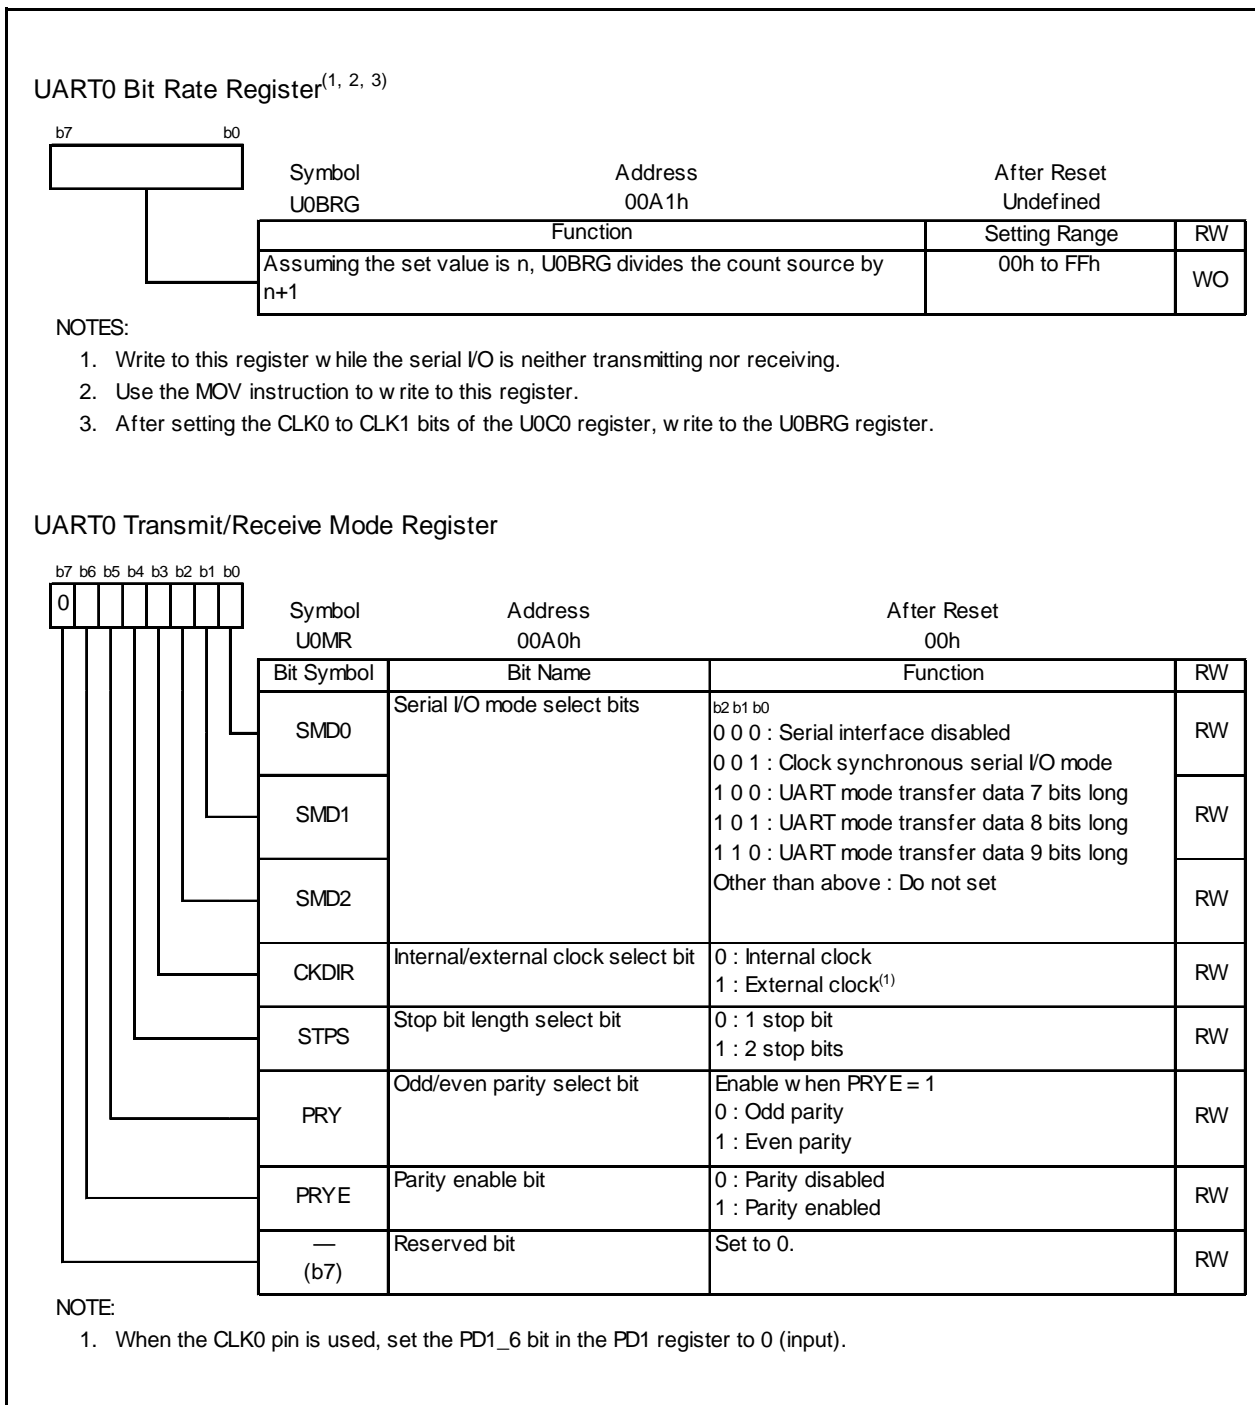 UART0 Bit Rate Register(1, 2, 3)
b7 b0
Symbol Address After Reset
U0BRG 00A1h Undefined
Function Setting Range RW
Assuming the set value is n, U0BRG divides the count source by 00h to FFh WO
n+1
NOTES:
1. Write to this register while the serial I/O is neither transmitting nor receiving.
2. Use the MOV instruction to write to this register.
3. After setting the CLK0 to CLK1 bits of the U0C0 register, write to the U0BRG register.
UART0 Transmit/Receive Mode Register
b7 b6 b5 b4 b3 b2 b1 b0
0
Symbol Address After Reset
U0MR 00A0h 00h
Bit Symbol Bit Name Function RW
SMD0 Serial I/O mode select bits b2 b1 b0 RW
0 0 0 : Serial interface disabled
0 0 1 : Clock synchronous serial I/O mode
SMD1 1 0 0 : UART mode transfer data 7 bits long RW
1 0 1 : UART mode transfer data 8 bits long
1 1 0 : UART mode transfer data 9 bits long
SMD2 Other than above : Do not set RW
CKDIR Internal/external clock select bit 0 : Internal clock RW
1 : External clock(1)
STPS Stop bit length select bit 0 : 1 stop bit RW
1 : 2 stop bits
PRY Odd/even parity select bit Enable when PRYE = 1 RW
0 : Odd parity
1 : Even parity
PRYE Parity enable bit 0 : Parity disabled RW
1 : Parity enabled
— Reserved bit Set to 0. RW
(b7)
NOTE:
1. When the CLK0 pin is used, set the PD1_6 bit in the PD1 register to 0 (input).